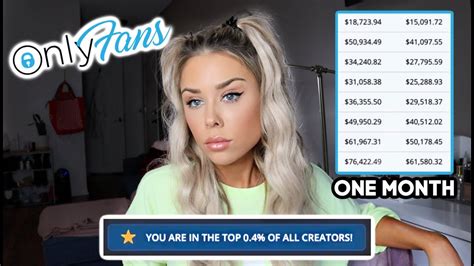 OnlyFans
$18,723.94 $15,091.72
$50,934.49 $41,097.55
$34,240.82 $27,795.59
$31,058.38 $25,288.93
$36,355.50 $29,518.37
$49,950.29 $40,512.02
$61,967.31 $50,178.45
$76,422.49 $61,580.32
ONE MONTH
YOU ARE IN THE TOP 0.4% OF ALL CREATORS!